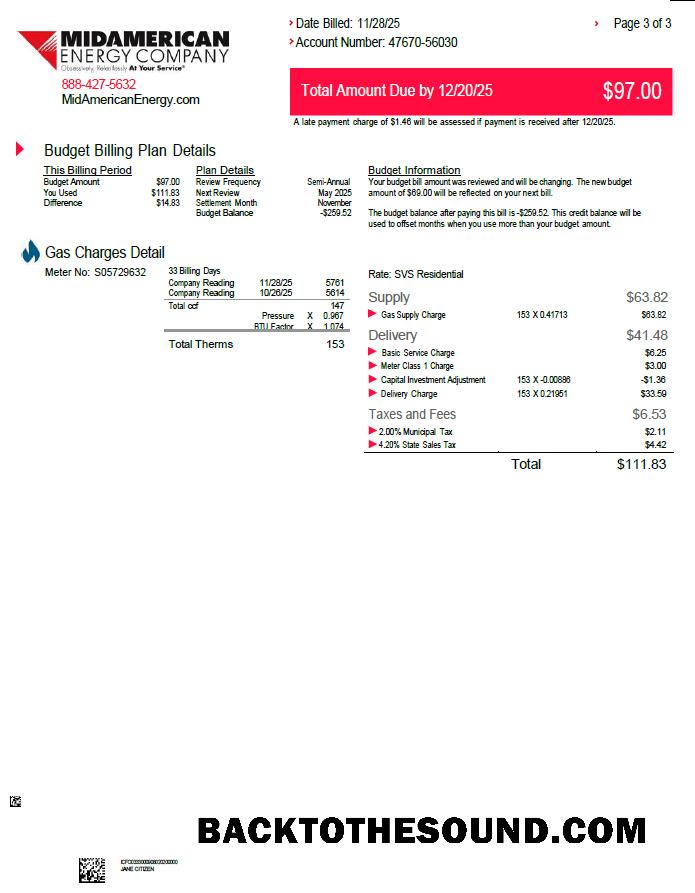 Date Billed: 11/28/25
Page 3 of 3
Account Number: 47670-56030
MIDAMERICAN
ENERGY COMPANY
Obsessively, Relentlessly At Your Service®
888-427-5632
MidAmericanEnergy.com
Total Amount Due by 12/20/25 $97.00
A late payment charge of $1.46 will be assessed if payment is received after 12/20/25.
Budget Billing Plan Details
This Billing Period
Budget Amount $97.00
You Used $111.83
Difference $14.83
Plan Details
Review Frequency Semi-Annual
Next Review May 2025
Settlement Month November
Budget Balance -$259.52
Budget Information
Your budget bill amount was reviewed and will be changing. The new budget
amount of $69.00 will be reflected on your next bill.
The budget balance after paying this bill is -$259.52. This credit balance will be
used to offset months when you use more than your budget amount.
Gas Charges Detail
Meter No: S05729632
33 Billing Days
Company Reading 11/28/25 5761
Company Reading 10/26/25 5614
Total ccf 147
Pressure X 0.967
BTU Factor X 1.074
Total Therms 153
Rate: SVS Residential
Supply $63.82
Gas Supply Charge 153 X 0.41713 $63.82
Delivery $41.48
Basic Service Charge $6.25
Meter Class 1 Charge $3.00
Capital Investment Adjustment 153 X -0.00886 -$1.36
Delivery Charge 153 X 0.21951 $33.59
Taxes and Fees $6.53
2.00% Municipal Tax $2.11
4.20% State Sales Tax $4.42
Total $111.83
BACKTOTHESOUND.COM
JANE CITIZEN